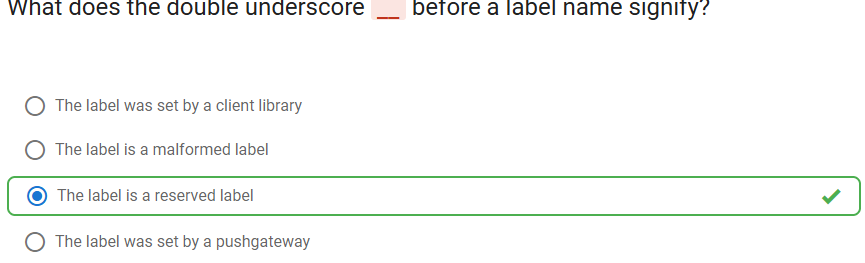 What does the double underscore __ before a label name signify?
The label was set by a client library
The label is a malformed label
The label is a reserved label
The label was set by a pushgateway